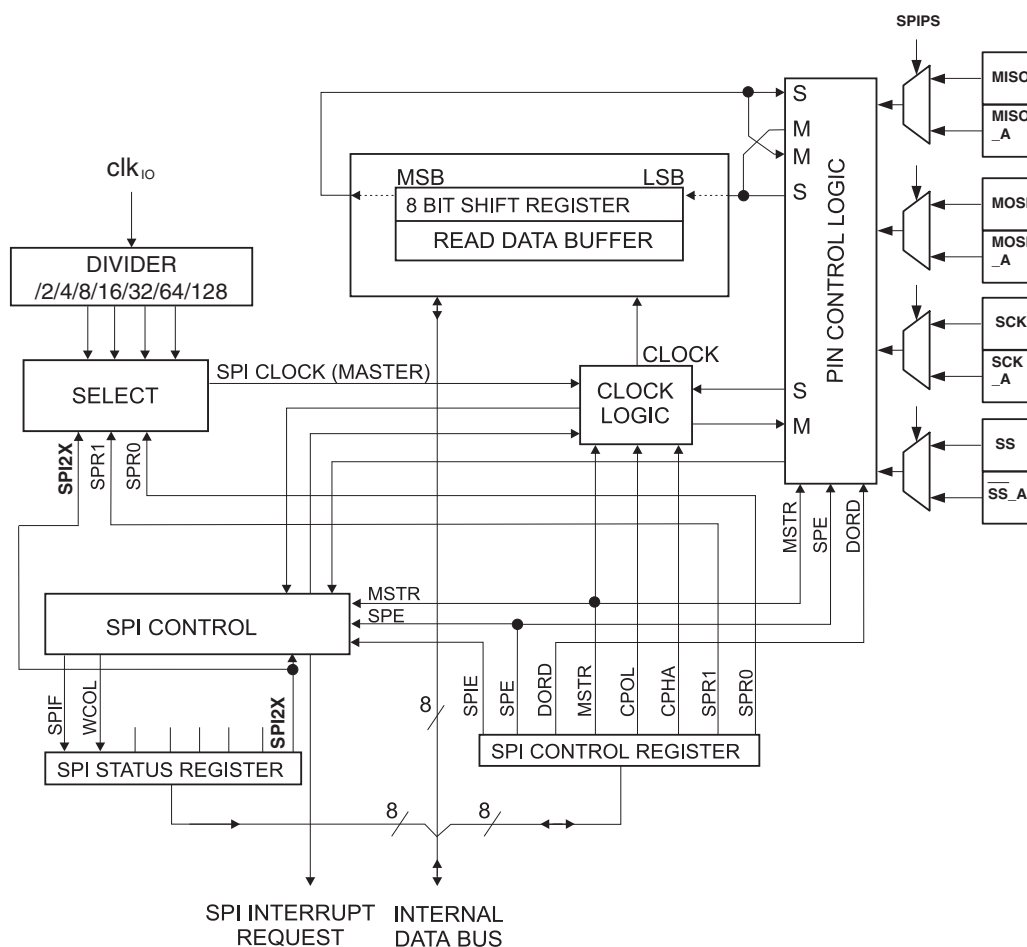 SPIPS
MISO
MISO
_A
MOSI
MOSI
_A
SCK
SCK
_A
SS
SS_A
S
M
M
S
S
M
PIN CONTROL LOGIC
clk IO
DIVIDER
/2/4/8/16/32/64/128
SELECT
SPI CLOCK (MASTER)
MSB
LSB
8 BIT SHIFT REGISTER
READ DATA BUFFER
CLOCK
CLOCK
LOGIC
SPI2X
SPR1
SPR0
MSTR
SPE
DORD
MSTR
SPE
SPI CONTROL
SPIF
WCOL
SPI2X
SPI STATUS REGISTER
8
SPIE
SPE
DORD
MSTR
CPOL
CPHA
SPR1
SPR0
SPI CONTROL REGISTER
8
8
SPI INTERRUPT
REQUEST
INTERNAL
DATA BUS